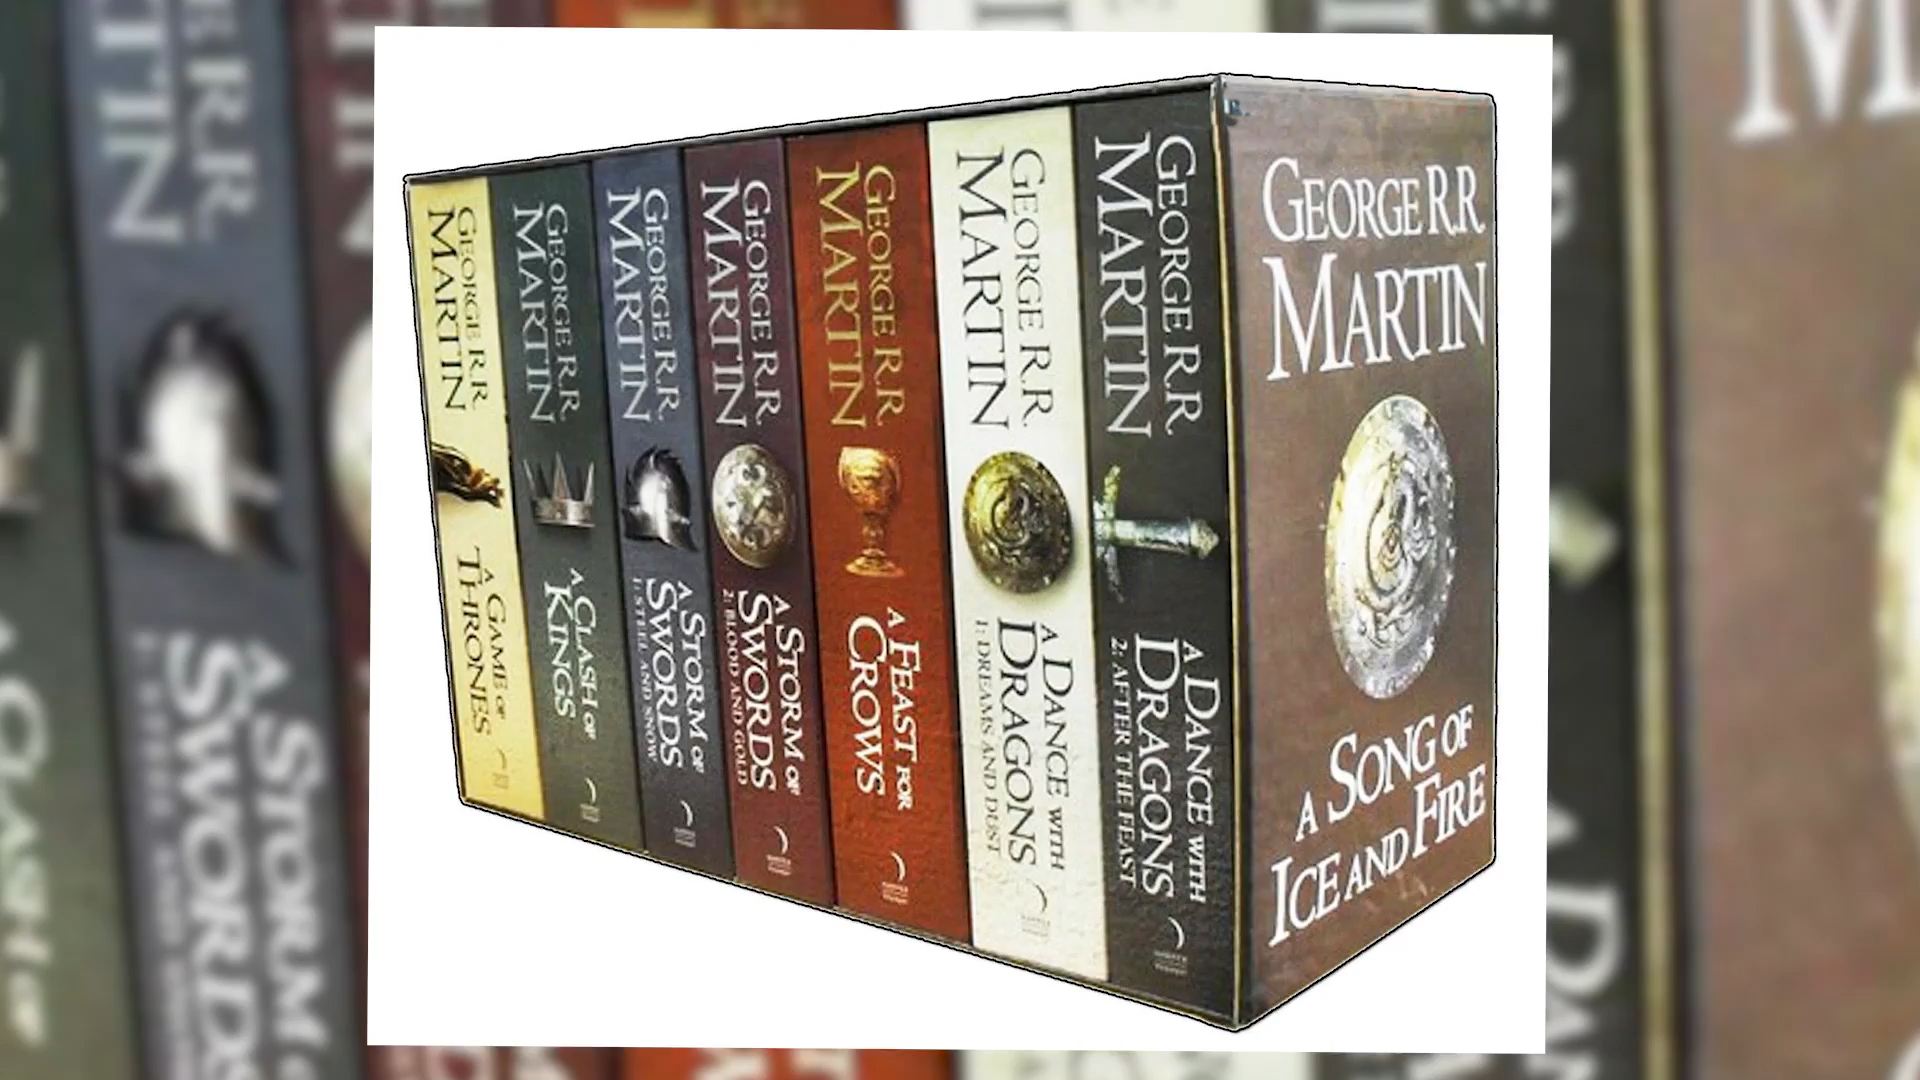 GEORGE R.R.
MARTIN
A GAME OF
THRONES
GEORGE R.R.
MARTIN
A CLASH OF
KINGS
GEORGE R.R.
MARTIN
A STORM OF
SWORDS
1: STEEL AND SNOW
GEORGE R.R.
MARTIN
A STORM OF
SWORDS
2: BLOOD AND GOLD
GEORGE R.R.
MARTIN
A FEAST FOR
CROWS
GEORGE R.R.
MARTIN
A DANCE WITH
DRAGONS
1: DREAMS AND DUST
GEORGE R.R.
MARTIN
A DANCE WITH
DRAGONS
2: AFTER THE FEAST
GEORGE R.R.
MARTIN
A SONG OF
ICE AND FIRE